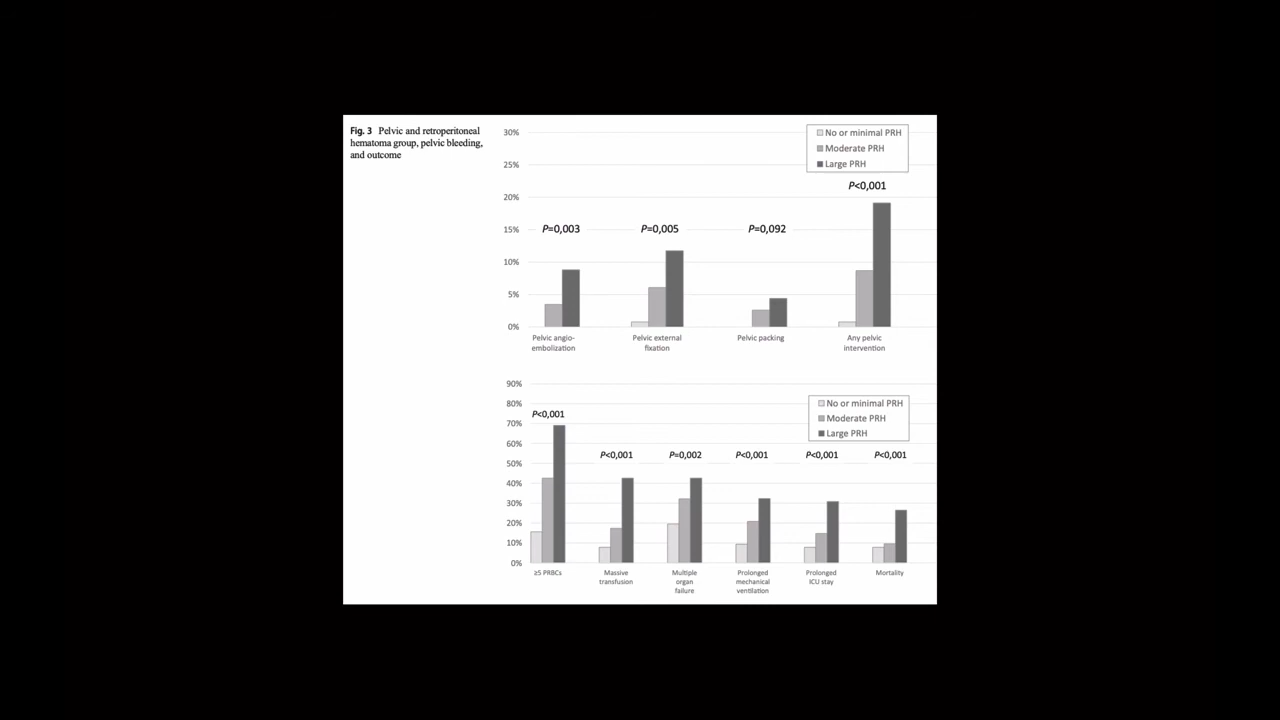 Fig. 3 Pelvic and retroperitoneal
hematoma group, pelvic bleeding,
and outcome
30%
25%
20%
15%
10%
5%
0%
No or minimal PRH
Moderate PRH
Large PRH
P=0,003
P=0,005
P=0,092
P<0,001
Pelvic angio-
embolization
Pelvic external
fixation
Pelvic packing
Any pelvic
intervention
90%
80%
70%
60%
50%
40%
30%
20%
10%
0%
No or minimal PRH
Moderate PRH
Large PRH
P<0,001
P<0,001
P=0,002
P<0,001
P<0,001
P<0,001
≥5 PRBCs
Massive
transfusion
Multiple
organ
failure
Prolonged
mechanical
ventilation
Prolonged
ICU stay
Mortality